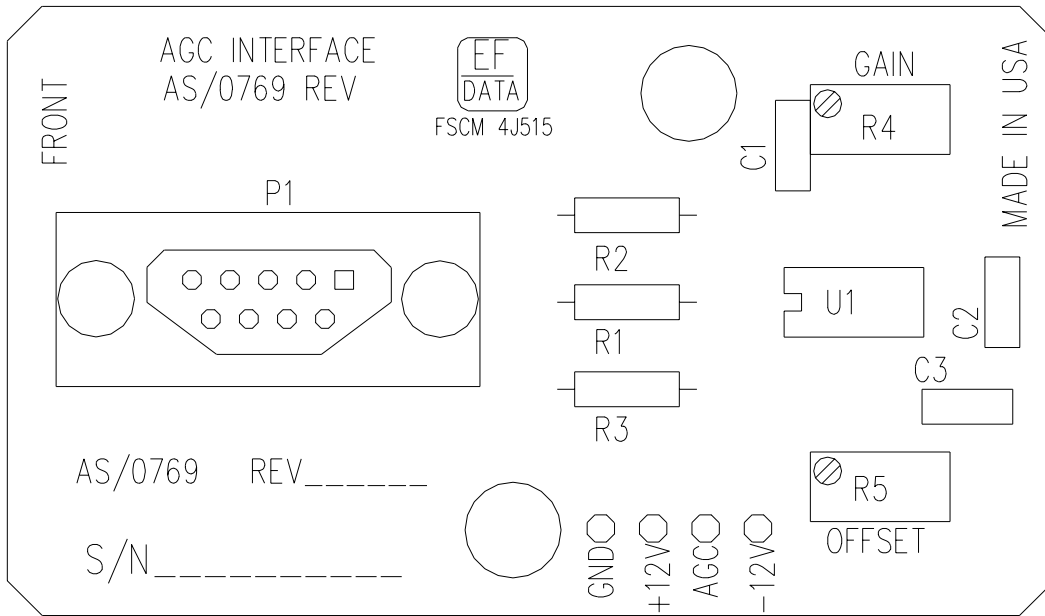 AGC INTERFACE
AS/0769 REV
EF
DATA
FSCM 4J515
FRONT
GAIN
R4
C1
MADE IN USA
P1
R2
R1
R3
U1
C2
C3
AS/0769 REV______
S/N__________
GND
+12V
AGC
-12V
R5
OFFSET